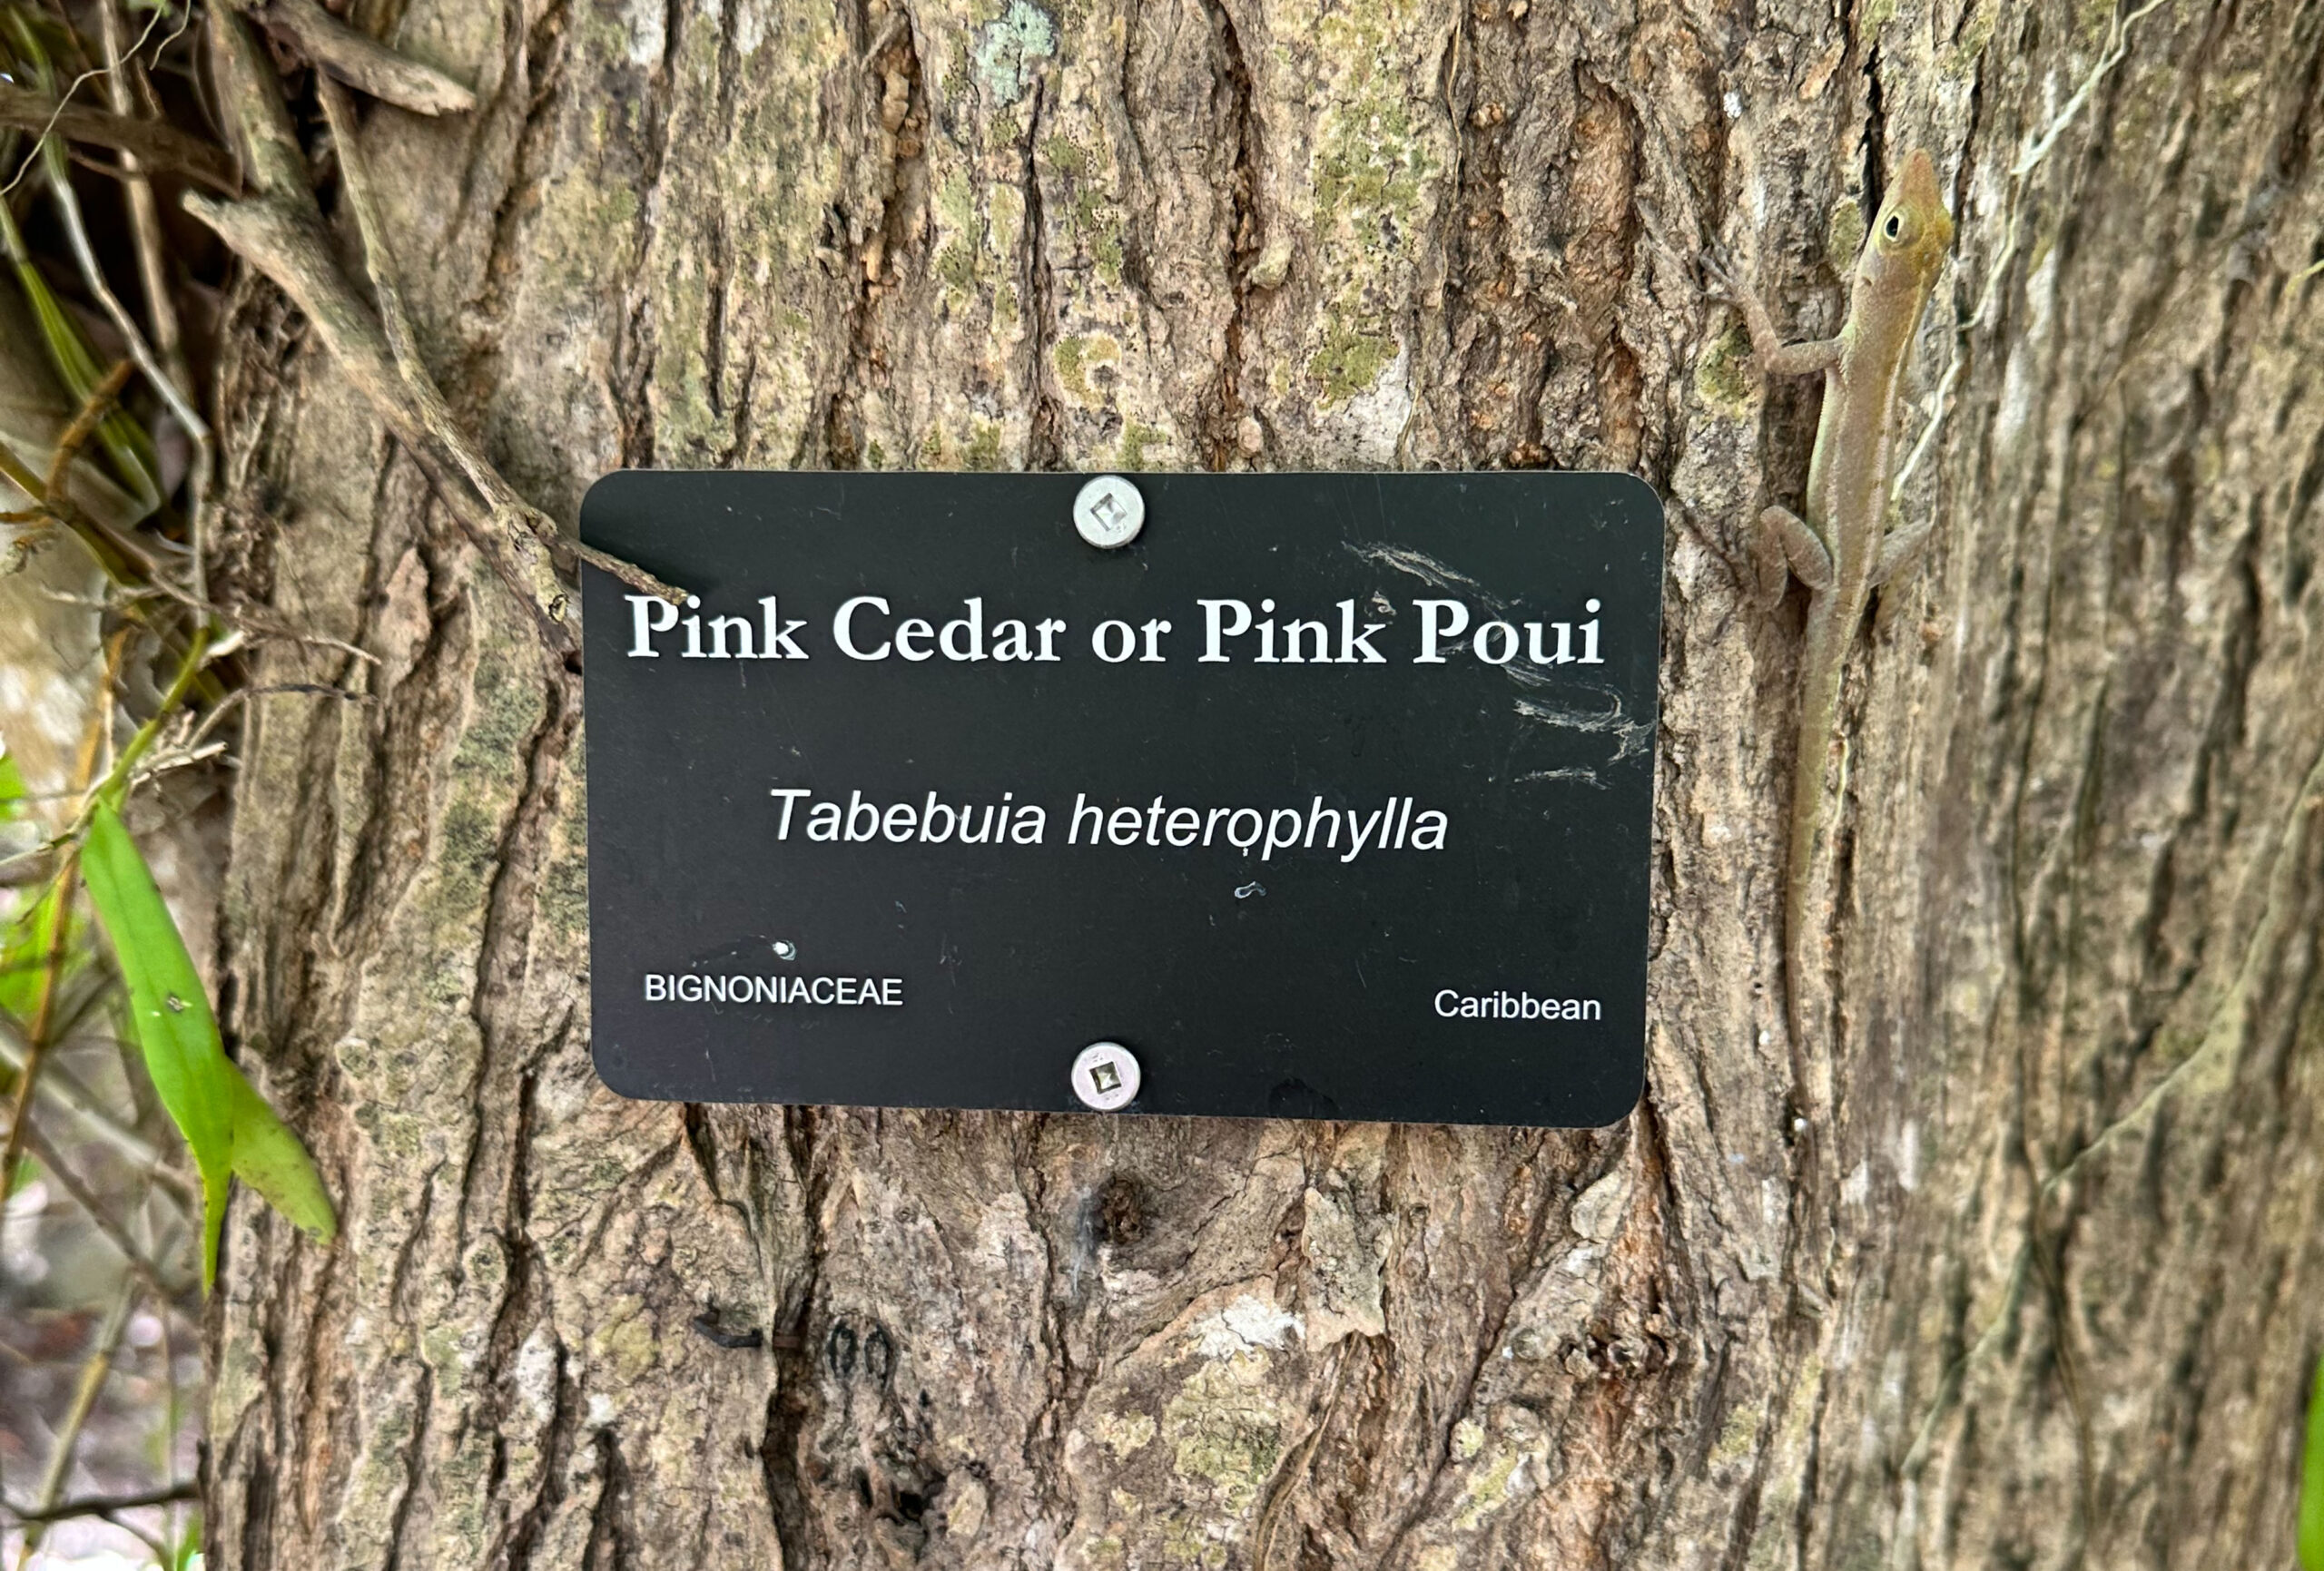 Pink Cedar or Pink Poui
Tabebuia heterophylla
BIGNONIACEAE
Caribbean